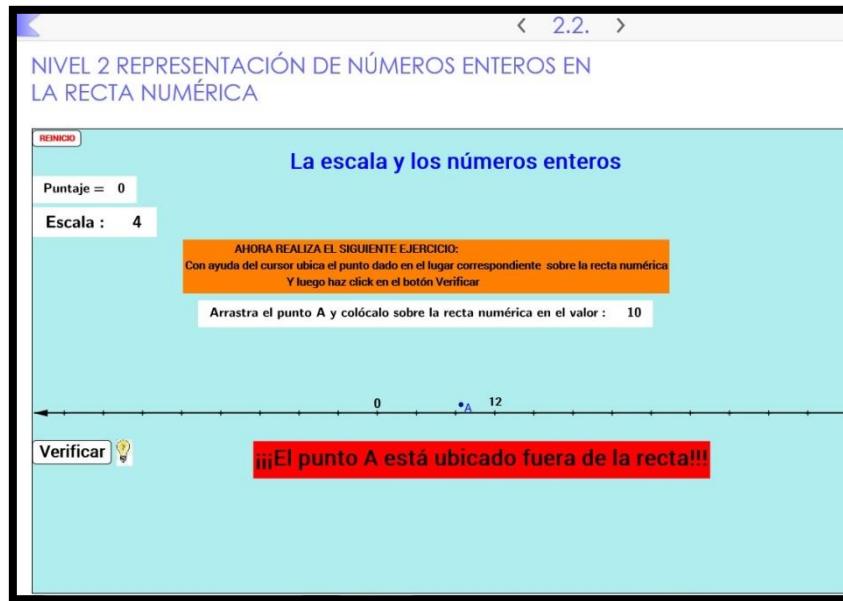 2.2.
NIVEL 2 REPRESENTACIÓN DE NÚMEROS ENTEROS EN
LA RECTA NUMÉRICA
REINICIO
La escala y los números enteros
Puntaje = 0
Escala : 4
AHORA REALIZA EL SIGUIENTE EJERCICIO:
Con ayuda del cursor ubica el punto dado en el lugar correspondiente sobre la recta numérica
Y luego haz click en el botón Verificar
Arrastra el punto A y colócalo sobre la recta numérica en el valor : 10
0 12
A
Verificar
¡¡¡El punto A está ubicado fuera de la recta!!!